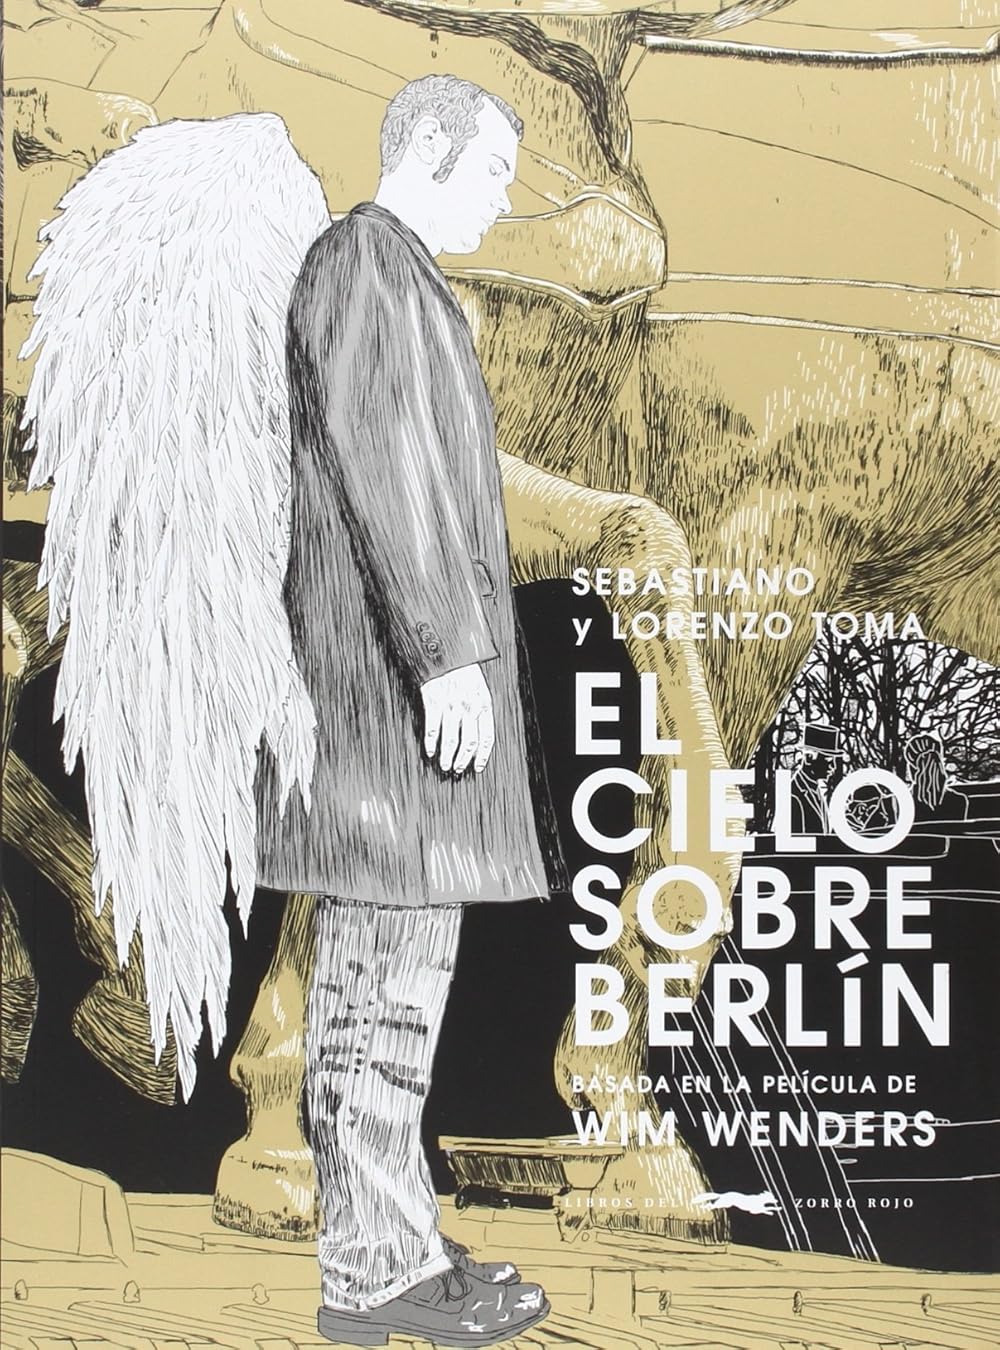 SEBASTIANO
y LORENZO TOMA
EL
CIELO
SOBRE
BERLÍN
BASADA EN LA PELÍCULA DE
WIM WENDERS
LIBROS DEL ZORRO ROJO